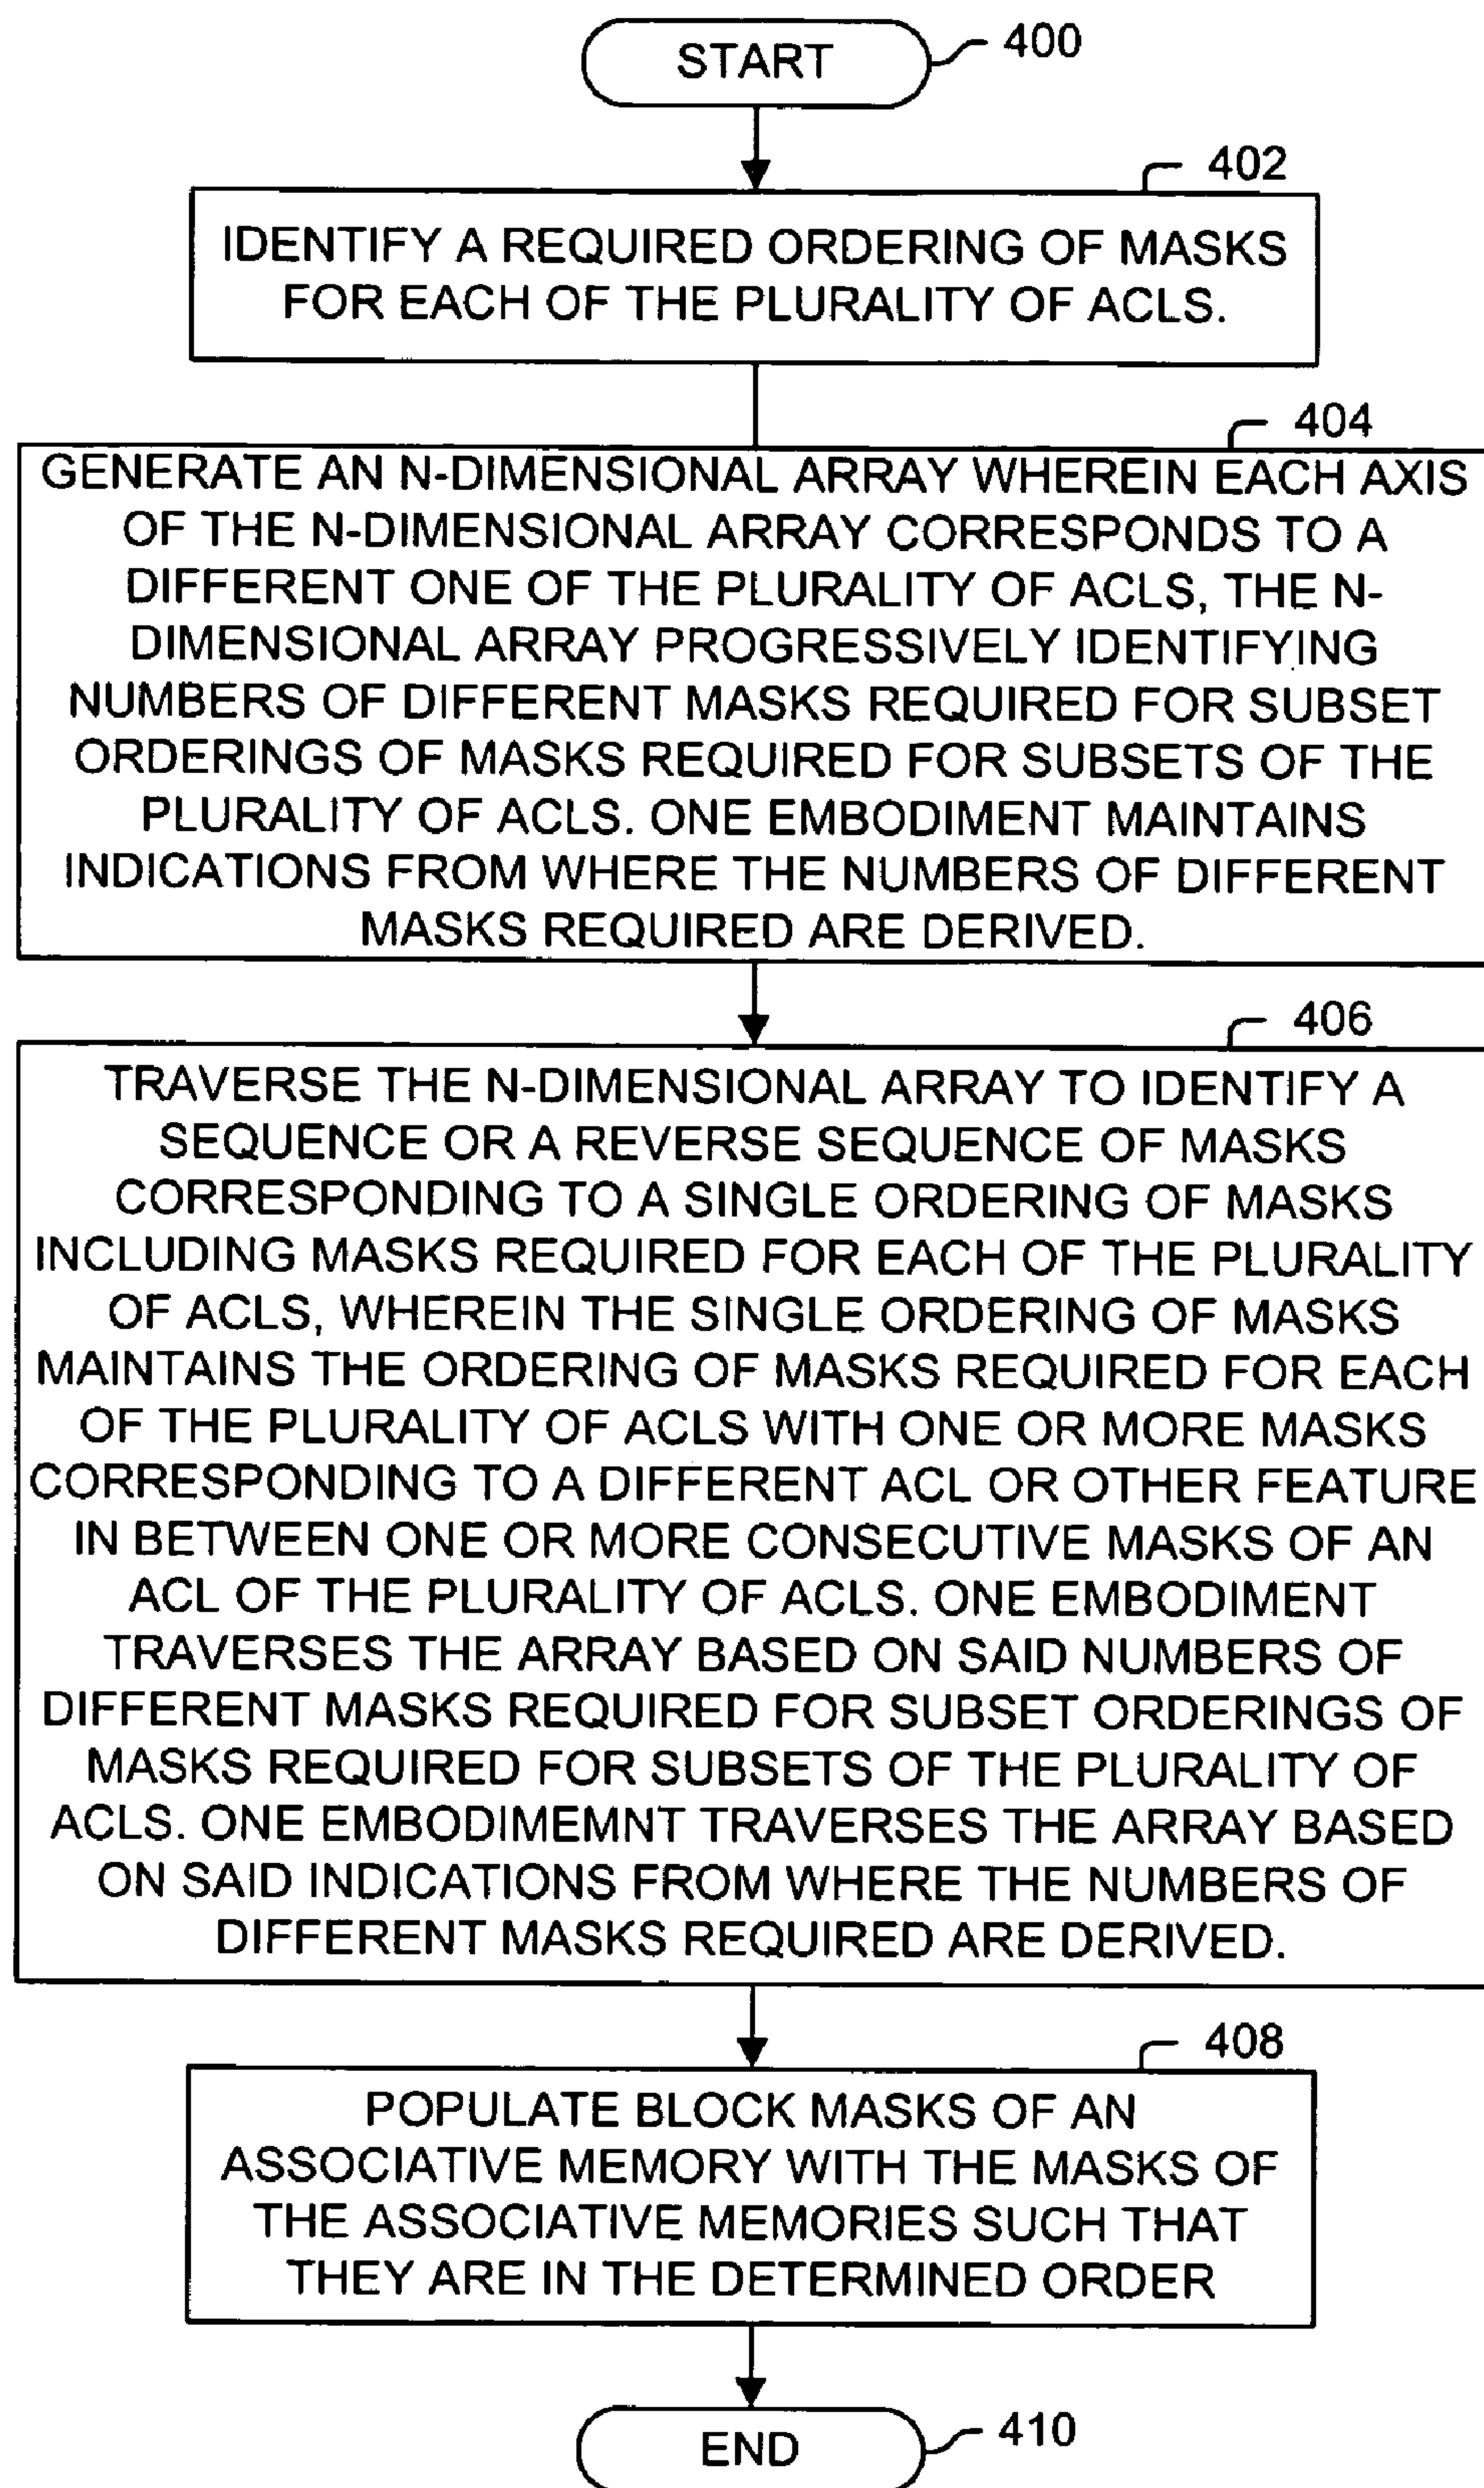 START
400
402
IDENTIFY A REQUIRED ORDERING OF MASKS
FOR EACH OF THE PLURALITY OF ACLS.
404
GENERATE AN N-DIMENSIONAL ARRAY WHEREIN EACH AXIS
OF THE N-DIMENSIONAL ARRAY CORRESPONDS TO A
DIFFERENT ONE OF THE PLURALITY OF ACLS, THE N-
DIMENSIONAL ARRAY PROGRESSIVELY IDENTIFYING
NUMBERS OF DIFFERENT MASKS REQUIRED FOR SUBSET
ORDERINGS OF MASKS REQUIRED FOR SUBSETS OF THE
PLURALITY OF ACLS. ONE EMBODIMENT MAINTAINS
INDICATIONS FROM WHERE THE NUMBERS OF DIFFERENT
MASKS REQUIRED ARE DERIVED.
406
TRAVERSE THE N-DIMENSIONAL ARRAY TO IDENTIFY A
SEQUENCE OR A REVERSE SEQUENCE OF MASKS
CORRESPONDING TO A SINGLE ORDERING OF MASKS
INCLUDING MASKS REQUIRED FOR EACH OF THE PLURALITY
OF ACLS, WHEREIN THE SINGLE ORDERING OF MASKS
MAINTAINS THE ORDERING OF MASKS REQUIRED FOR EACH
OF THE PLURALITY OF ACLS WITH ONE OR MORE MASKS
CORRESPONDING TO A DIFFERENT ACL OR OTHER FEATURE
IN BETWEEN ONE OR MORE CONSECUTIVE MASKS OF AN
ACL OF THE PLURALITY OF ACLS. ONE EMBODIMENT
TRAVERSES THE ARRAY BASED ON SAID NUMBERS OF
DIFFERENT MASKS REQUIRED FOR SUBSET ORDERINGS OF
MASKS REQUIRED FOR SUBSETS OF THE PLURALITY OF
ACLS. ONE EMBODIMEMNT TRAVERSES THE ARRAY BASED
ON SAID INDICATIONS FROM WHERE THE NUMBERS OF
DIFFERENT MASKS REQUIRED ARE DERIVED.
408
POPULATE BLOCK MASKS OF AN
ASSOCIATIVE MEMORY WITH THE MASKS OF
THE ASSOCIATIVE MEMORIES SUCH THAT
THEY ARE IN THE DETERMINED ORDER
END
410